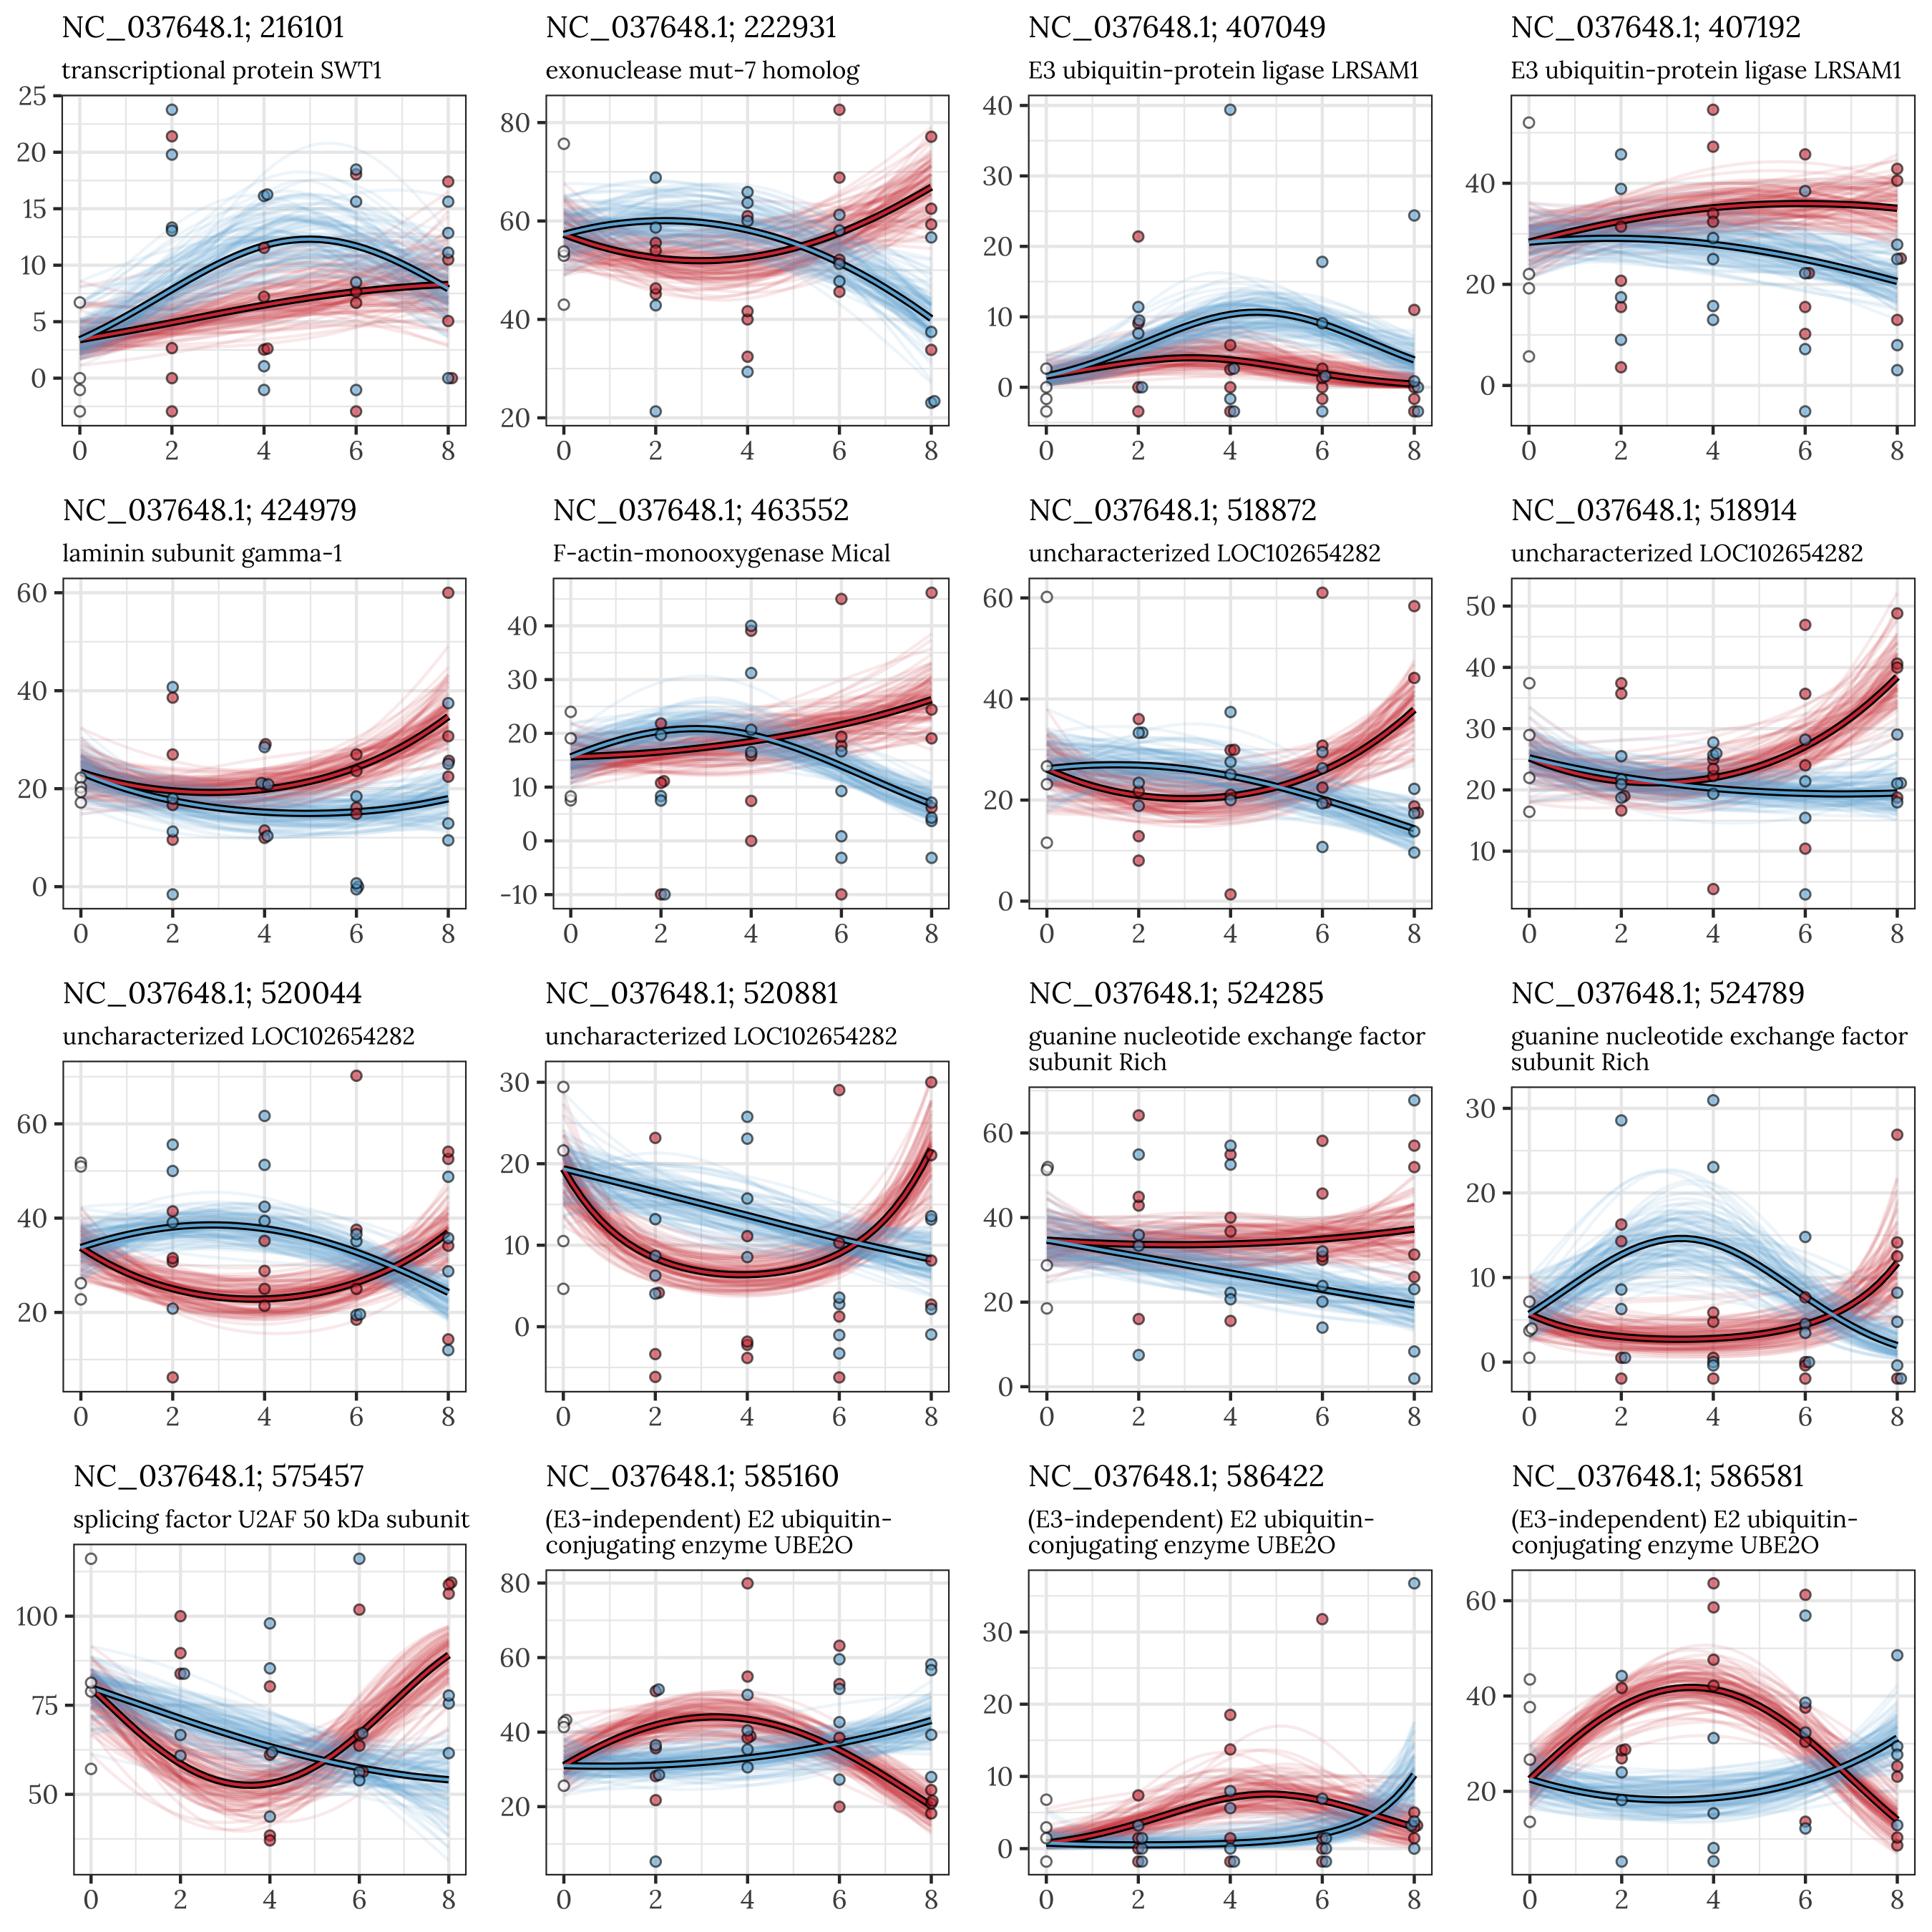 NC_037648.1; 216101
transcriptional protein SWT1
25
20
15
10
5
0
0 2 4 6 8
NC_037648.1; 222931
exonuclease mut-7 homolog
80
60
40
20
0 2 4 6 8
NC_037648.1; 407049
E3 ubiquitin-protein ligase LRSAM1
40
30
20
10
0
0 2 4 6 8
NC_037648.1; 407192
E3 ubiquitin-protein ligase LRSAM1
40
20
0
0 2 4 6 8
NC_037648.1; 424979
laminin subunit gamma-1
60
40
20
0
0 2 4 6 8
NC_037648.1; 463552
F-actin-monooxygenase Mical
40
30
20
10
0
-10
0 2 4 6 8
NC_037648.1; 518872
uncharacterized LOC102654282
60
40
20
0
0 2 4 6 8
NC_037648.1; 518914
uncharacterized LOC102654282
50
40
30
20
10
0 2 4 6 8
NC_037648.1; 520044
uncharacterized LOC102654282
60
40
20
0 2 4 6 8
NC_037648.1; 520881
uncharacterized LOC102654282
30
20
10
0
0 2 4 6 8
NC_037648.1; 524285
guanine nucleotide exchange factor
subunit Rich
60
40
20
0
0 2 4 6 8
NC_037648.1; 524789
guanine nucleotide exchange factor
subunit Rich
30
20
10
0
0 2 4 6 8
NC_037648.1; 575457
splicing factor U2AF 50 kDa subunit
100
75
50
0 2 4 6 8
NC_037648.1; 585160
(E3-independent) E2 ubiquitin-
conjugating enzyme UBE2O
80
60
40
20
0 2 4 6 8
NC_037648.1; 586422
(E3-independent) E2 ubiquitin-
conjugating enzyme UBE2O
30
20
10
0
0 2 4 6 8
NC_037648.1; 586581
(E3-independent) E2 ubiquitin-
conjugating enzyme UBE2O
60
40
20
0 2 4 6 8